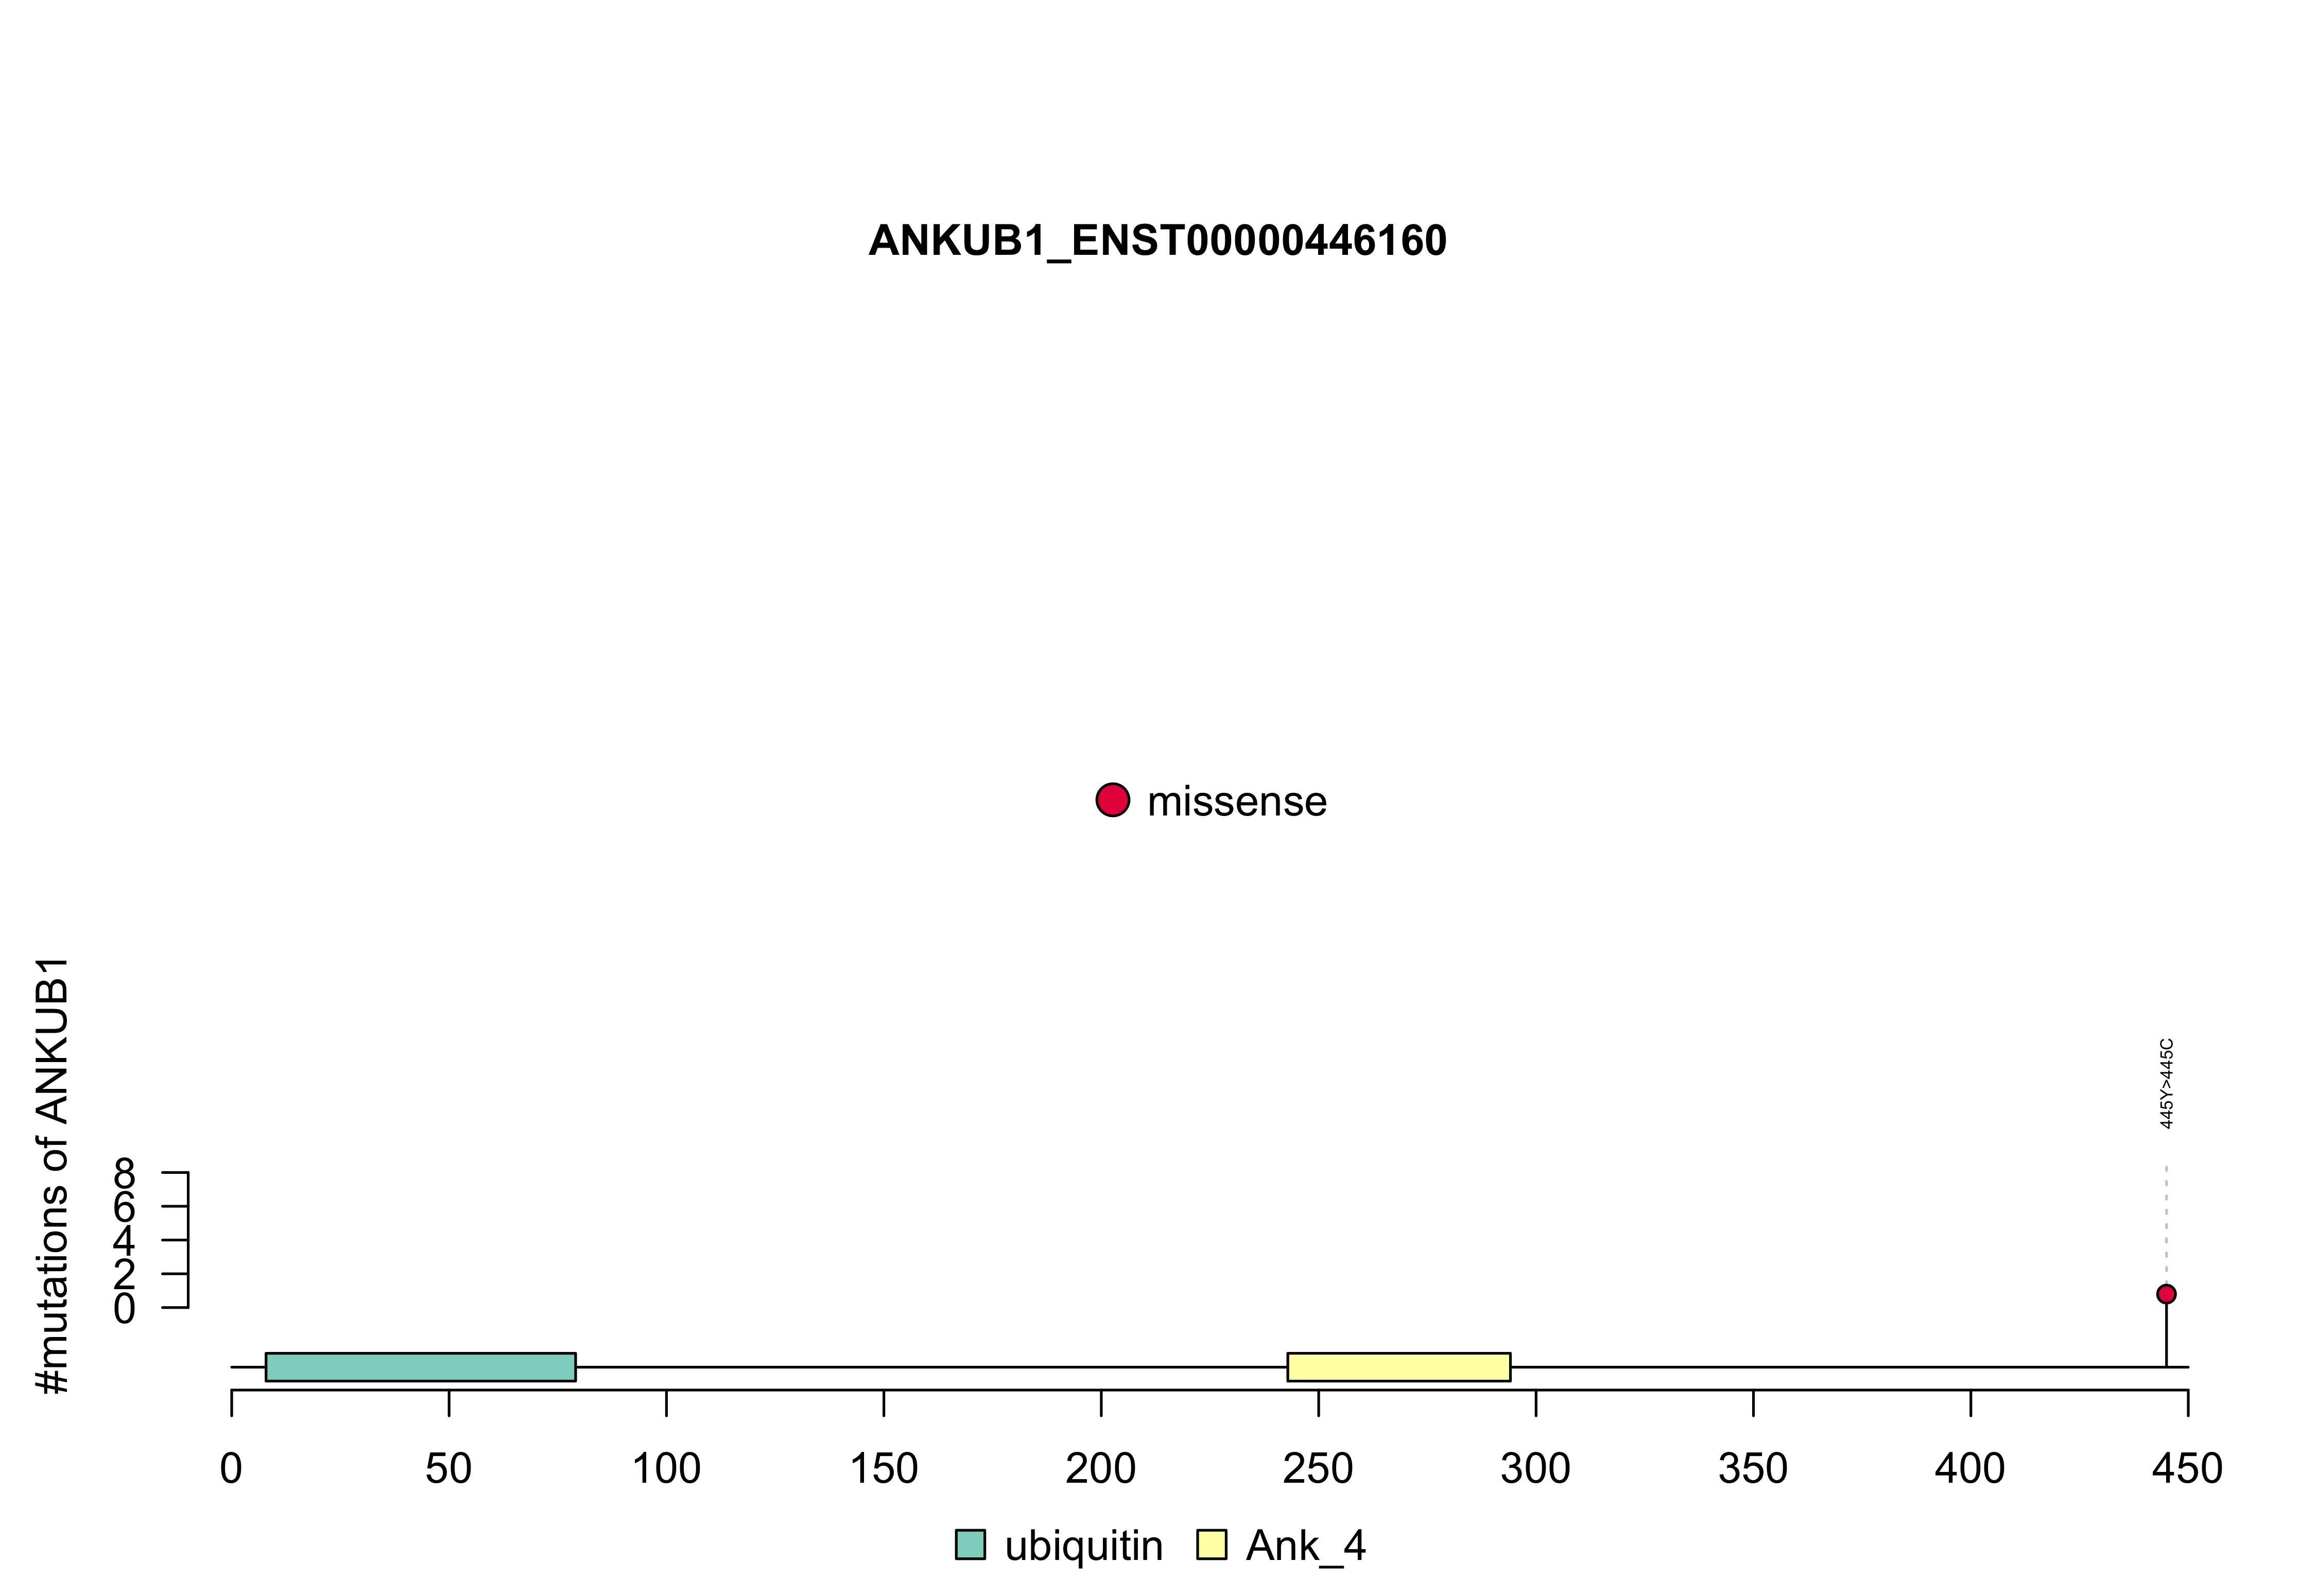 ANKUB1_ENST00000446160
missense
#mutations of ANKUB1
445Y>445C
8
6
4
2
0
0 50 100 150 200 250 300 350 400 450
ubiquitin Ank_4